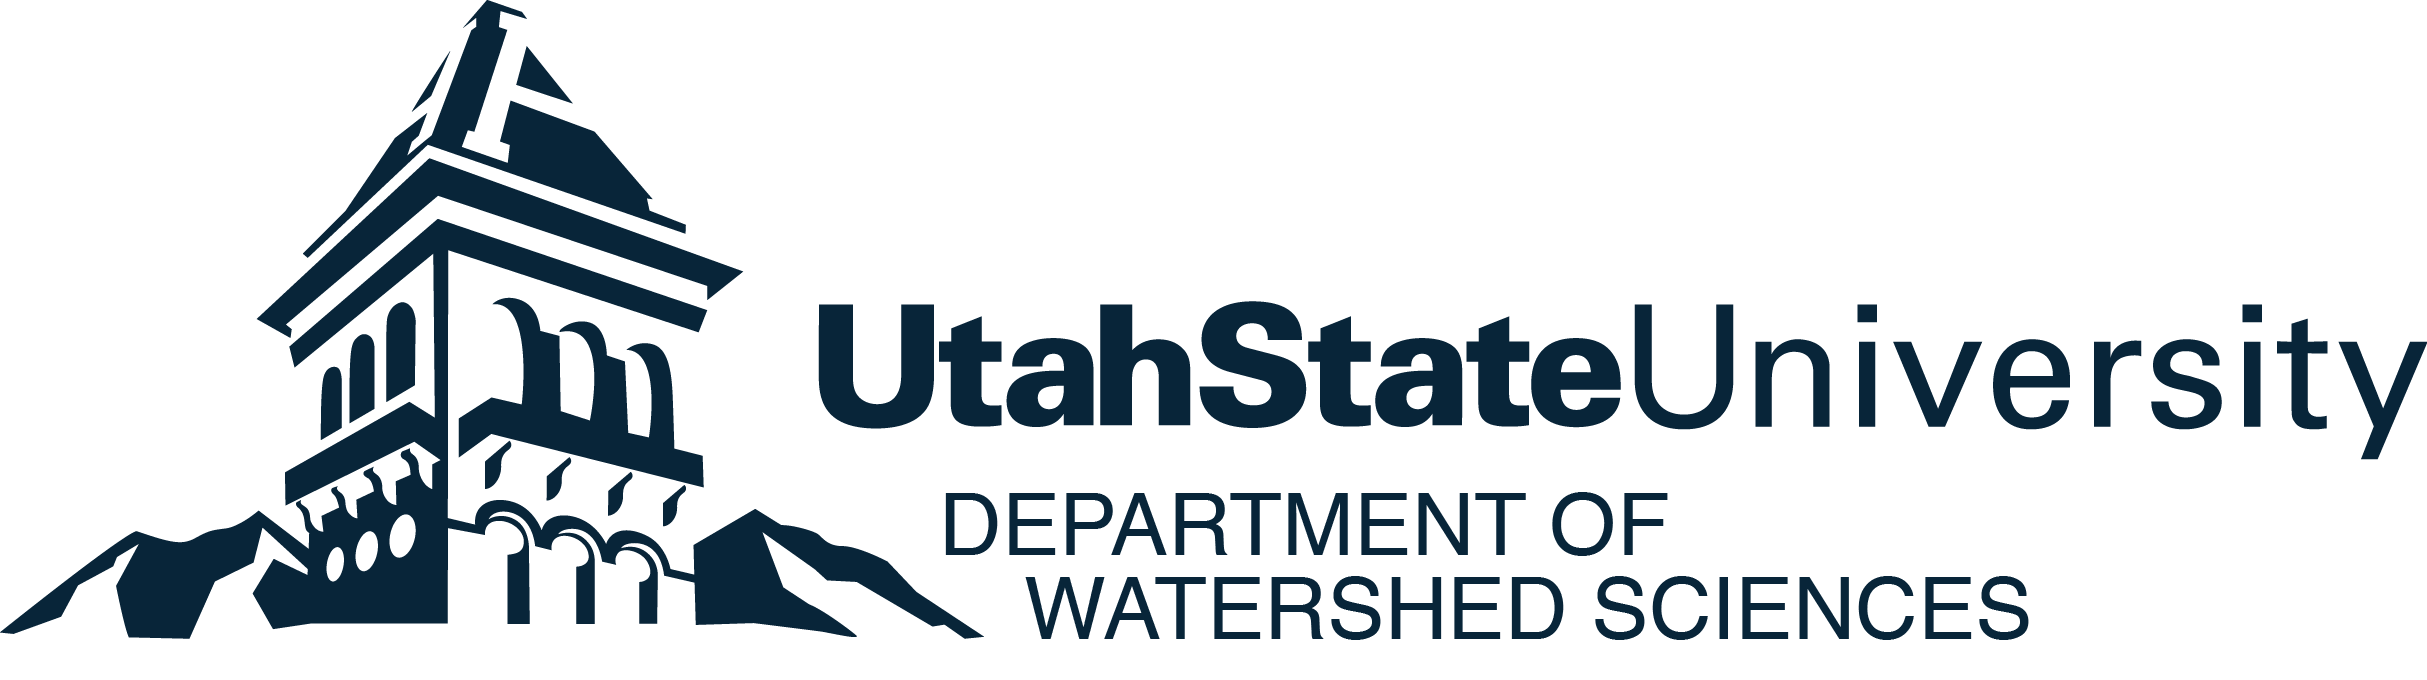 UtahStateUniversity
DEPARTMENT OF
WATERSHED SCIENCES